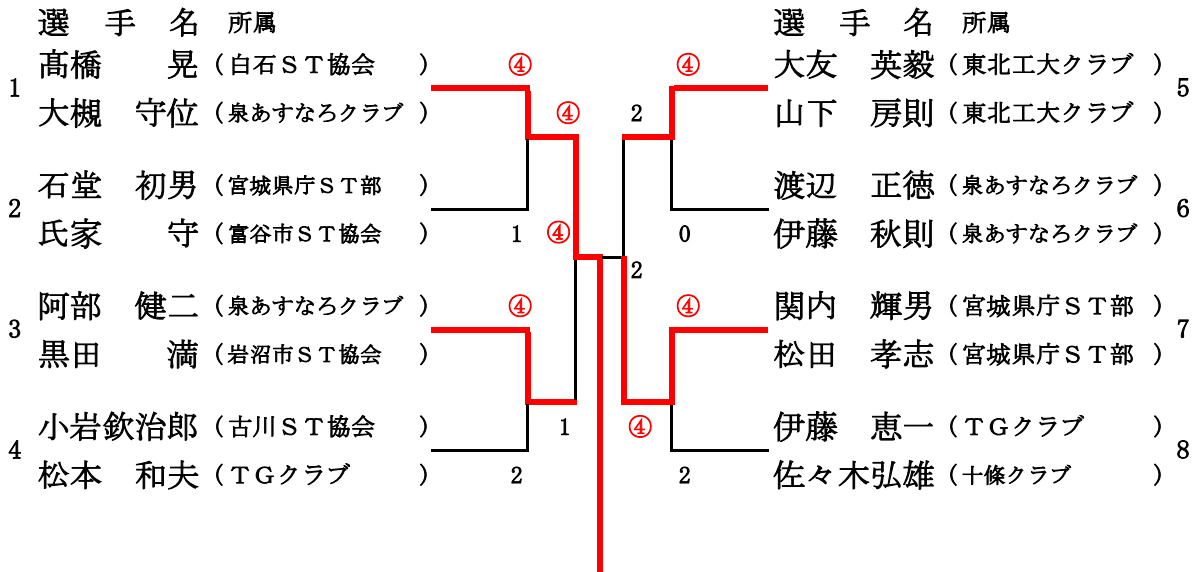 選手名 所属
1
髙橋 晃 (白石ST協会)
大槻 守位 (泉あすなろクラブ)
2
石堂 初男 (宮城県庁ST部)
氏家 守 (富谷市ST協会)
3
阿部 健二 (泉あすなろクラブ)
黒田 満 (岩沼市ST協会)
4
小岩欽治郎 (古川ST協会)
松本 和夫 (TGクラブ)
④
④
1
④
④
1
2
2
④
0
2
④
④
2
選手名 所属
大友 英毅 (東北工大クラブ)
山下 房則 (東北工大クラブ)
5
渡辺 正徳 (泉あすなろクラブ)
伊藤 秋則 (泉あすなろクラブ)
6
関内 輝男 (宮城県庁ST部)
松田 孝志 (宮城県庁ST部)
7
伊藤 恵一 (TGクラブ)
佐々木弘雄 (十條クラブ)
8